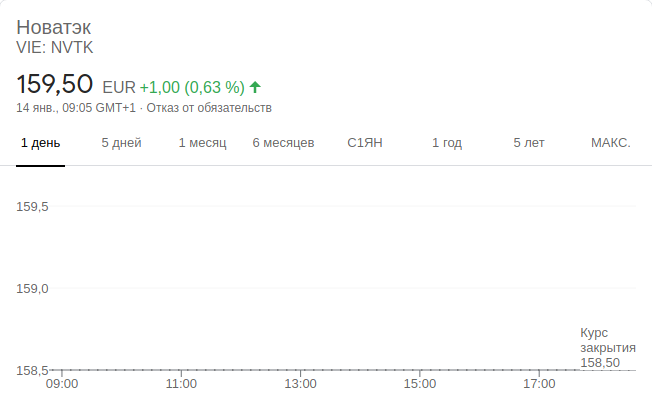 Новатэк
VIE: NVTK
159,50 EUR +1,00 (0,63 %)
14 янв., 09:05 GMT+1 · Отказ от обязательств
1 день 5 дней 1 месяц 6 месяцев С1ЯН 1 год 5 лет МАКС.
159,5
159,0
Курс
закрытия
158,50
158,5
09:00 11:00 13:00 15:00 17:00